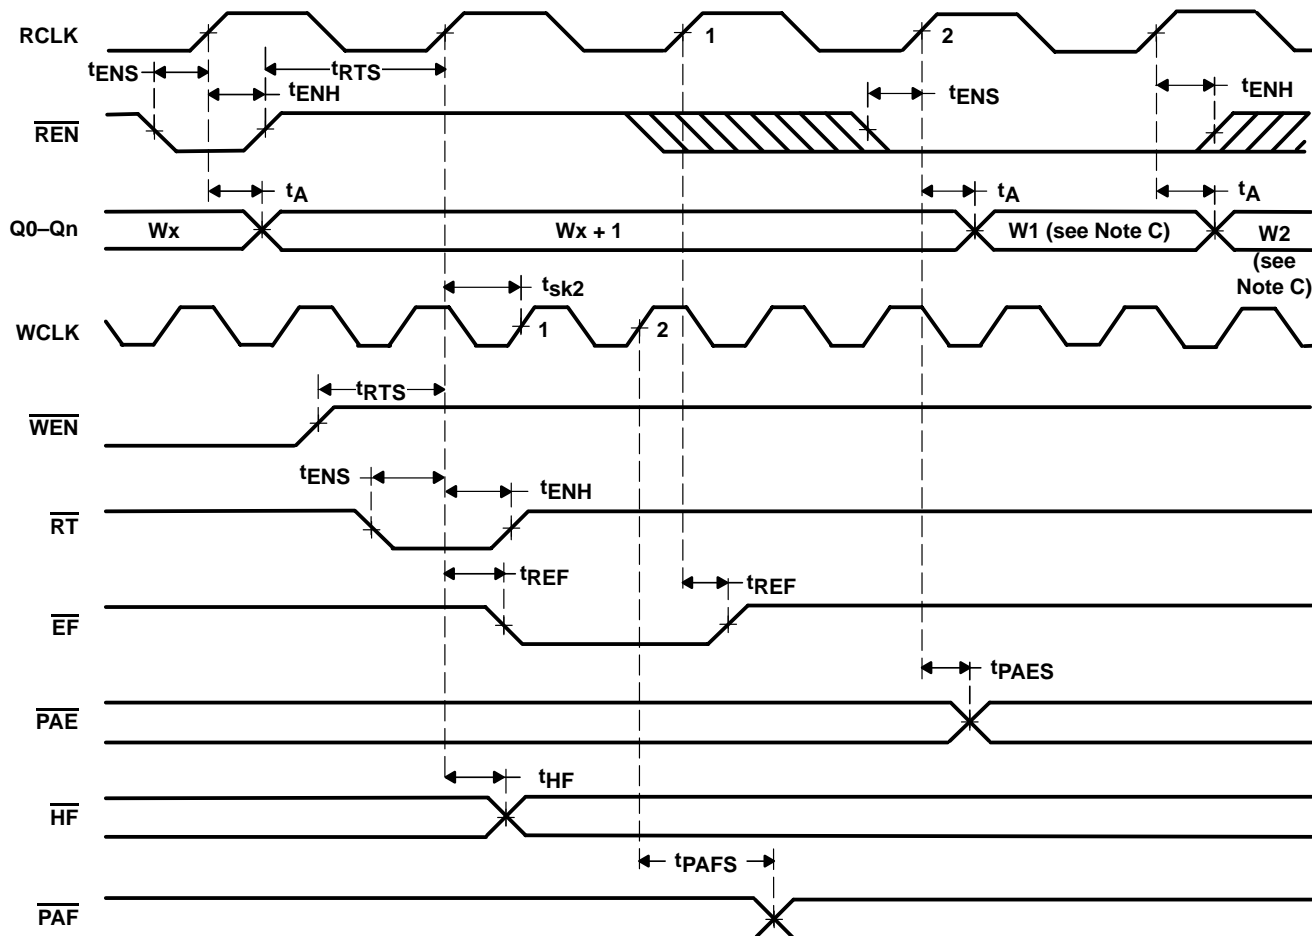 RCLK
1
2
tENS
tRTS
tENH
tENS
tENH
REN
tA
tA
tA
Q0–Qn
Wx
Wx + 1
W1 (see Note C)
W2
(see
Note C)
tsk2
WCLK
1
2
tRTS
WEN
tENS
tENH
RT
tREF
tREF
EF
tPAES
PAE
tHF
HF
tPAFS
PAF